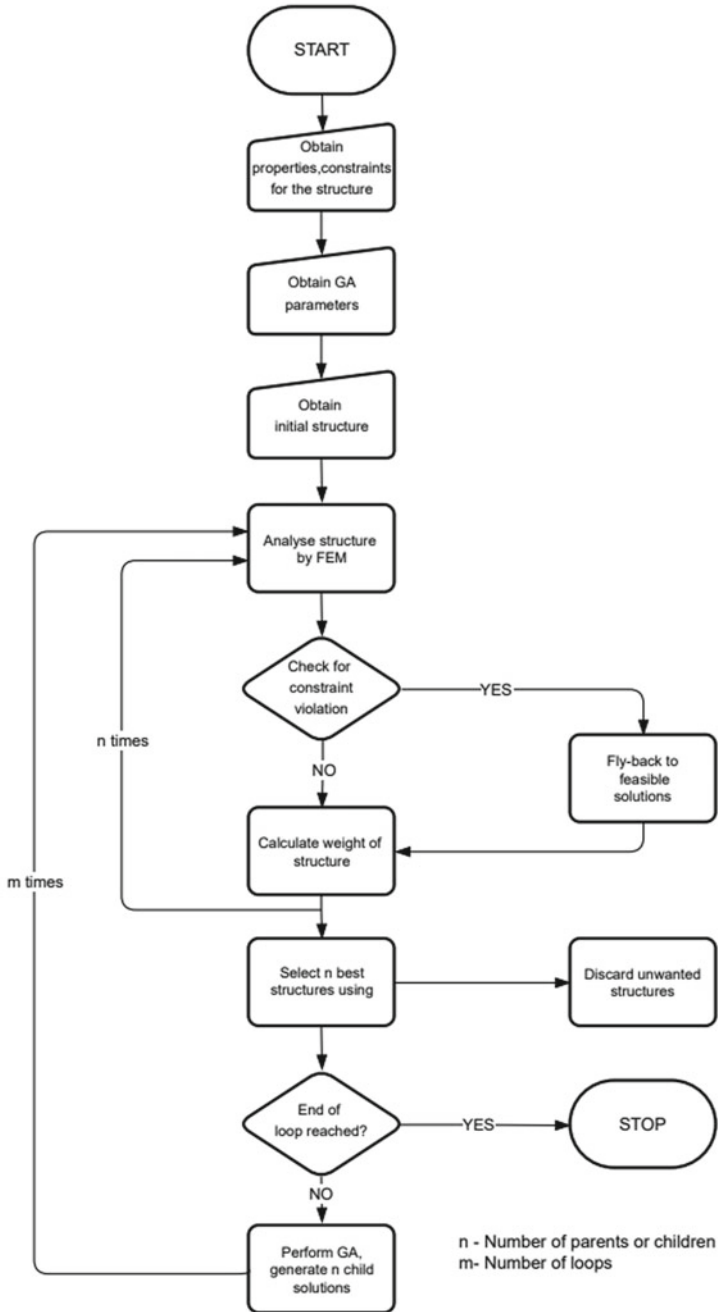 START
Obtain
properties,constraints
for the structure
Obtain GA
parameters
Obtain
initial structure
Analyse structure
by FEM
Check for
constraint
violation
YES
n times
Fly-back to
feasible
solutions
NO
Calculate weight of
structure
m times
Select n best
structures using
Discard unwanted
structures
End of
loop reached?
YES
STOP
NO
Perform GA,
generate n child
solutions
n - Number of parents or children
m- Number of loops